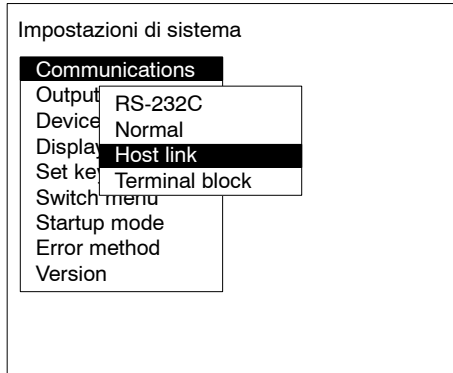 Impostazioni di sistema
Communications
Output
RS-232C
Device
Normal
Display
Host link
Set key
Terminal block
Switch menu
Startup mode
Error method
Version